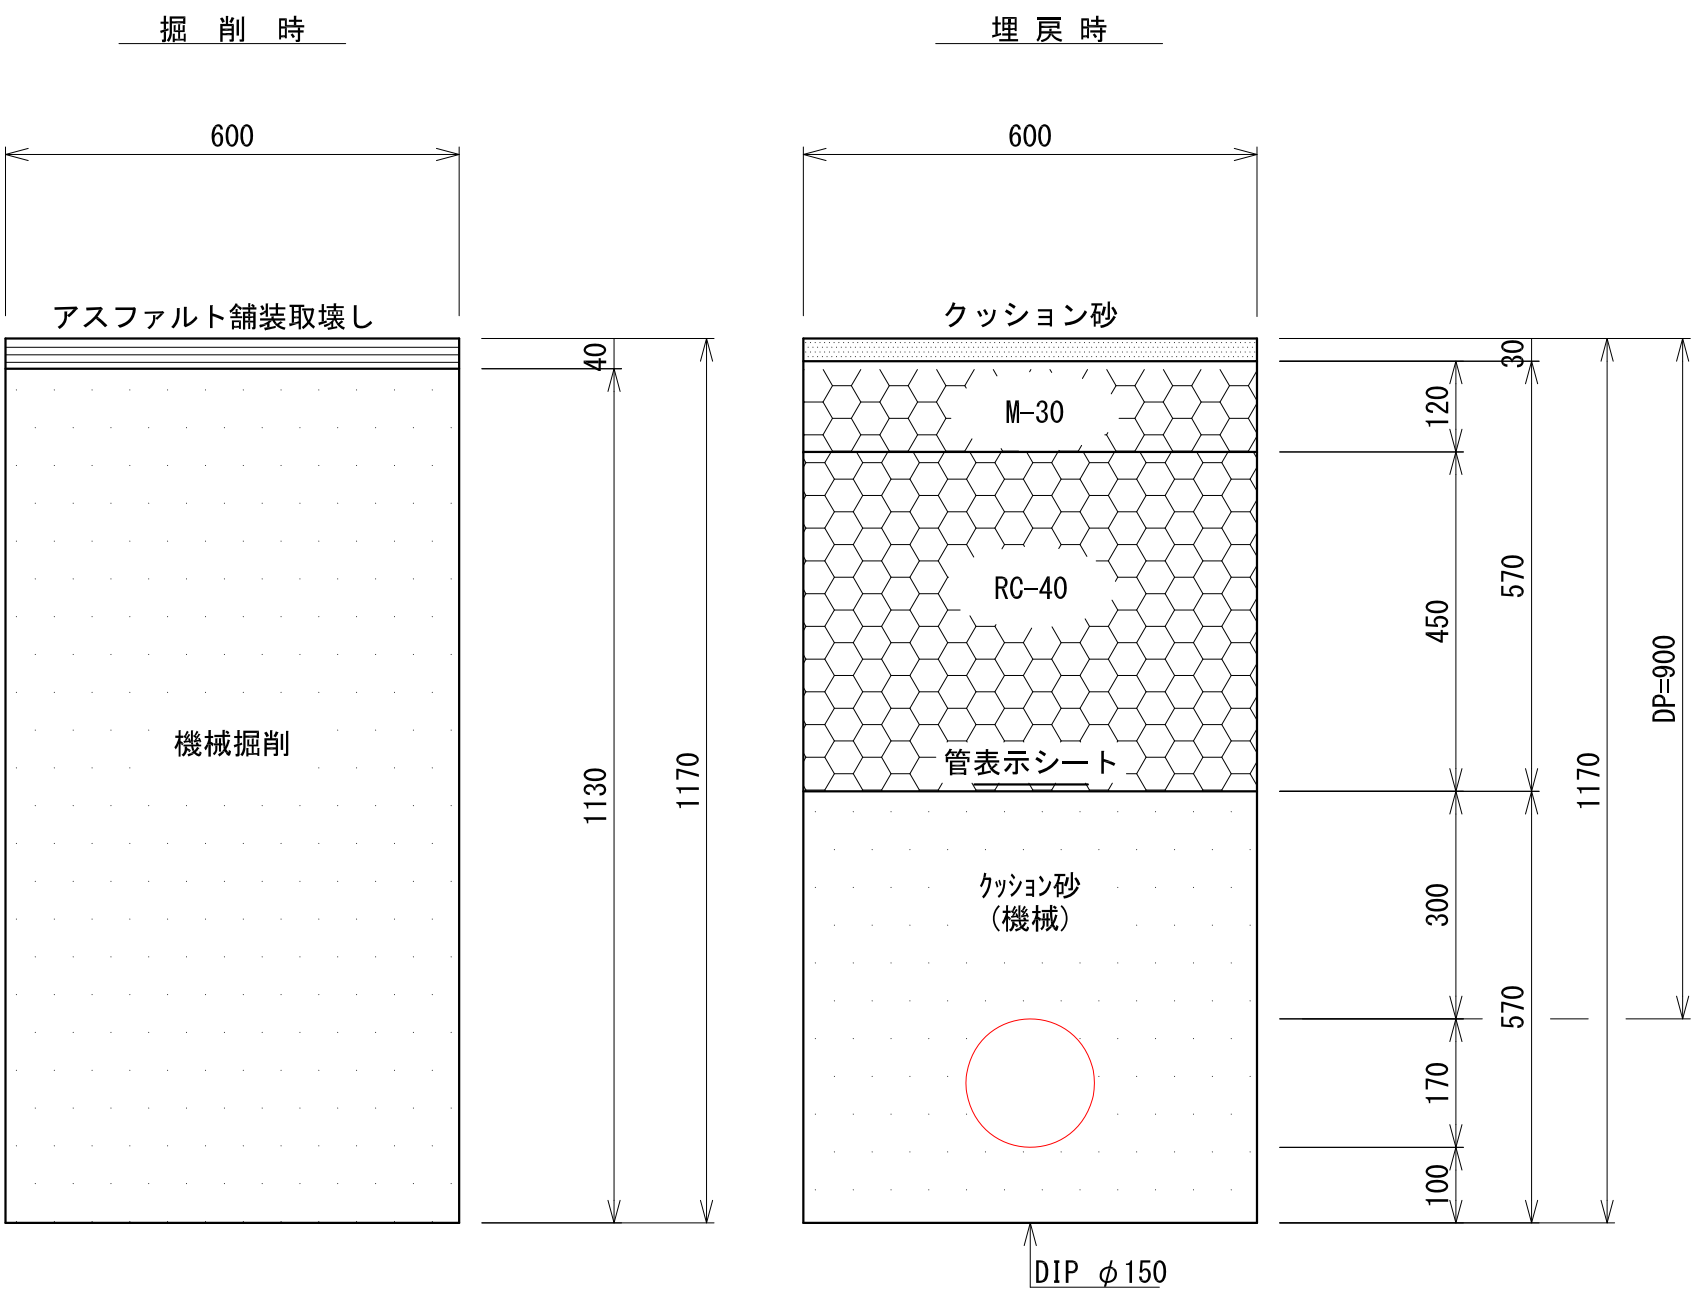 掘 削 時
600
アスファルト舗装取壊し
40
機械掘削
1130
1170
埋 戻 時
600
クッション砂
M-30
RC-40
管表示シート
クッション砂
(機械)
DIP φ150
30
120
570
450
DP=900
1170
300
570
170
100